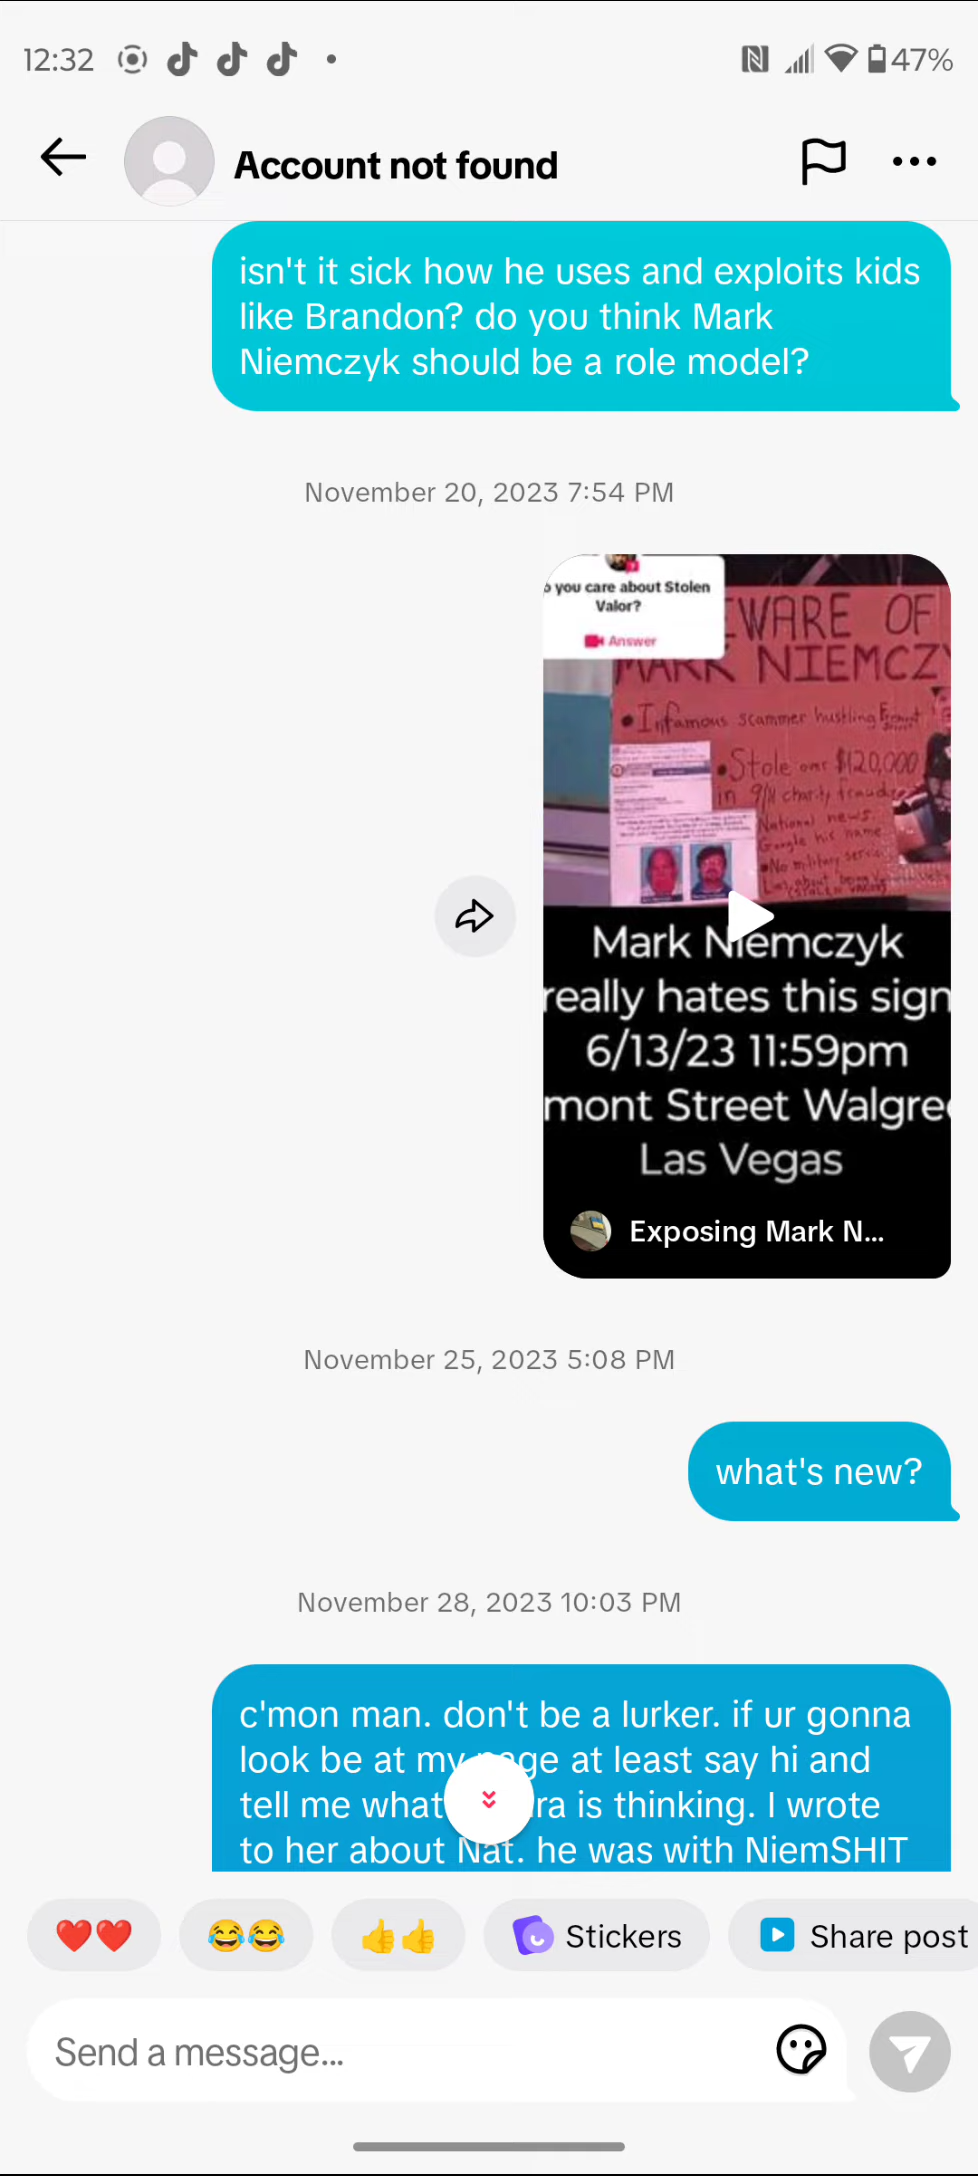 12:32
47%
Account not found
isn't it sick how he uses and exploits kids
like Brandon? do you think Mark
Niemczyk should be a role model?
November 20, 2023 7:54 PM
you care about Stolen
Valor?
Answer
WARE OF
MARK NIEMCZY
• Infamous scammer hustling Fremont
• Stole over $120,000
in 9/11 charity fraud
National news.
Google his name
• No military service
Lies about being
(STOLEN VALOR)
Mark Niemczyk
really hates this sign
6/13/23 11:59pm
mont Street Walgre
Las Vegas
Exposing Mark N...
November 25, 2023 5:08 PM
what's new?
November 28, 2023 10:03 PM
c'mon man. don't be a lurker. if ur gonna
look be at my page at least say hi and
tell me what ra is thinking. I wrote
to her about Nat. he was with NiemSHIT
❤️❤️
😂😂
👍👍
Stickers
Share post
Send a message...